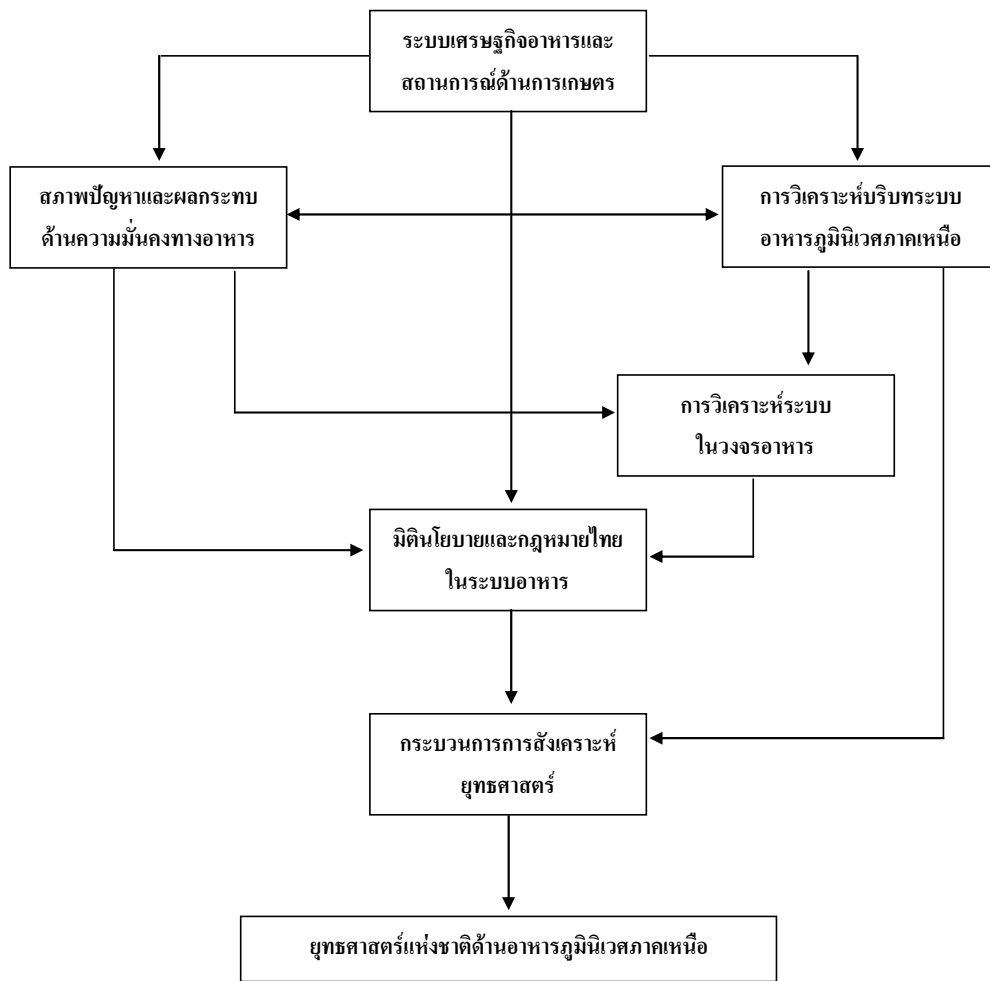 ระบบเศรษฐกิจอาหารและ
สถานการณ์ด้านการเกษตร
สภาพปัญหาและผลกระทบ
ด้านความมั่นคงทางอาหาร
การวิเคราะห์บริบทระบบ
อาหารภูมินิเวศภาคเหนือ
การวิเคราะห์ระบบ
ในวงจรอาหาร
มิตินโยบายและกฎหมายไทย
ในระบบอาหาร
กระบวนการการสังเคราะห์
ยุทธศาสตร์
ยุทธศาสตร์แห่งชาติด้านอาหารภูมินิเวศภาคเหนือ